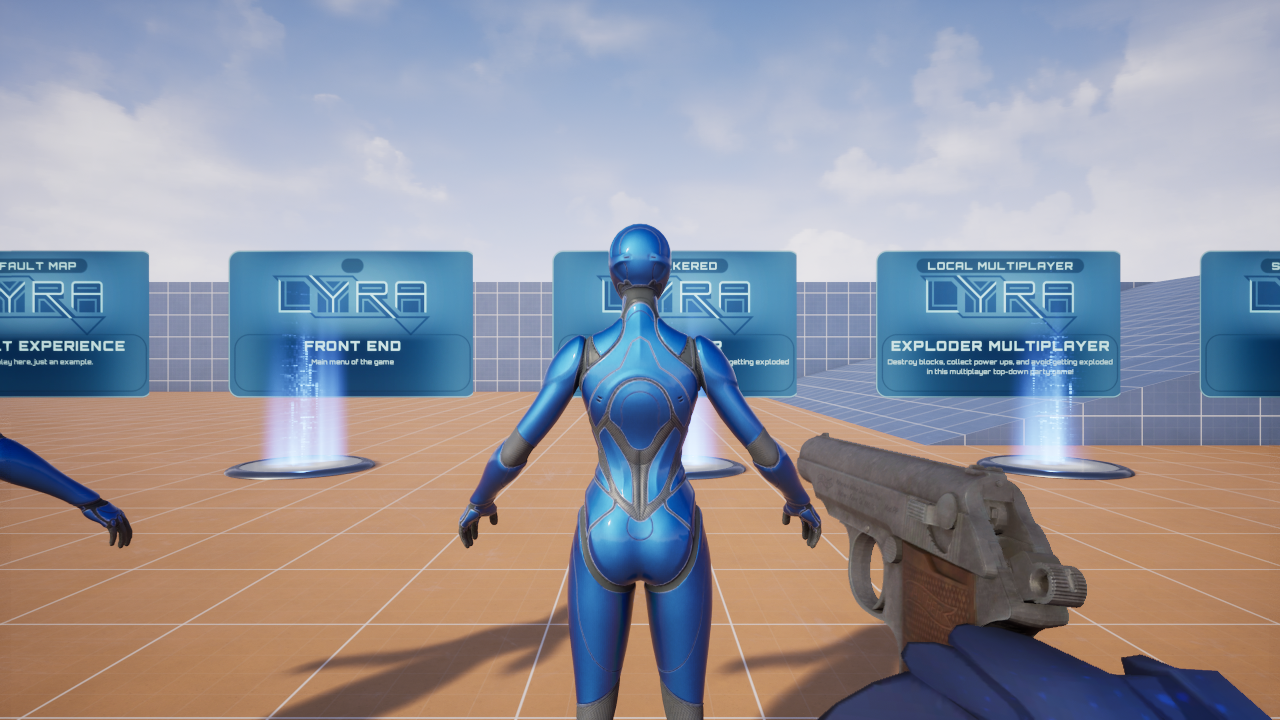 FAULT MAP
LYRA
T EXPERIENCE
lay here, just an example.
LYRA
FRONT END
Main menu of the game
KERED
LYRA
getting exploded
LOCAL MULTIPLAYER
LYRA
EXPLODER MULTIPLAYER
Destroy blocks, collect power ups, and avoid getting exploded
in this multiplayer top-down party game!